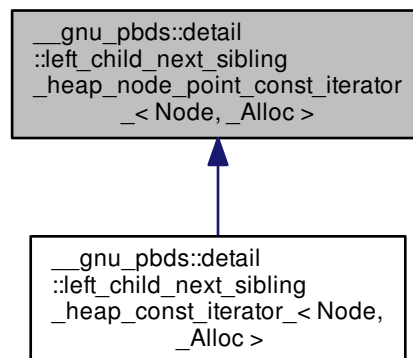 __gnu_pbds::detail
::left_child_next_sibling
_heap_node_point_const_iterator
_< Node, _Alloc >
__gnu_pbds::detail
::left_child_next_sibling
_heap_const_iterator_< Node,
_Alloc >